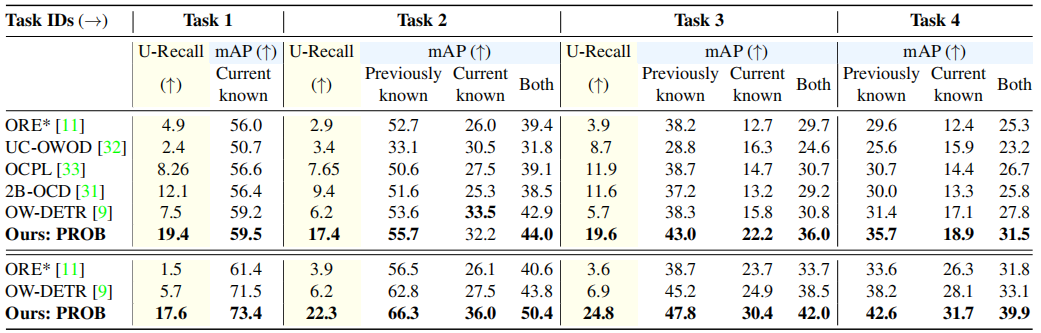 Task IDs (→) Task 1 Task 2 Task 3 Task 4
U-Recall mAP (↑) U-Recall mAP (↑) U-Recall mAP (↑) mAP (↑)
(↑) Current known (↑) Previously known Current known Both (↑) Previously known Current known Both Previously known Current known Both
ORE* [11] 4.9 56.0 2.9 52.7 26.0 39.4 3.9 38.2 12.7 29.7 29.6 12.4 25.3
UC-OWOD [32] 2.4 50.7 3.4 33.1 30.5 31.8 8.7 28.8 16.3 24.6 25.6 15.9 23.2
OCPL [33] 8.26 56.6 7.65 50.6 27.5 39.1 11.9 38.7 14.7 30.7 30.7 14.4 26.7
2B-OCD [31] 12.1 56.4 9.4 51.6 25.3 38.5 11.6 37.2 13.2 29.2 30.0 13.3 25.8
OW-DETR [9] 7.5 59.2 6.2 53.6 33.5 42.9 5.7 38.3 15.8 30.8 31.4 17.1 27.8
Ours: PROB 19.4 59.5 17.4 55.7 32.2 44.0 19.6 43.0 22.2 36.0 35.7 18.9 31.5
ORE* [11] 1.5 61.4 3.9 56.5 26.1 40.6 3.6 38.7 23.7 33.7 33.6 26.3 31.8
OW-DETR [9] 5.7 71.5 6.2 62.8 27.5 43.8 6.9 45.2 24.9 38.5 38.2 28.1 33.1
Ours: PROB 17.6 73.4 22.3 66.3 36.0 50.4 24.8 47.8 30.4 42.0 42.6 31.7 39.9